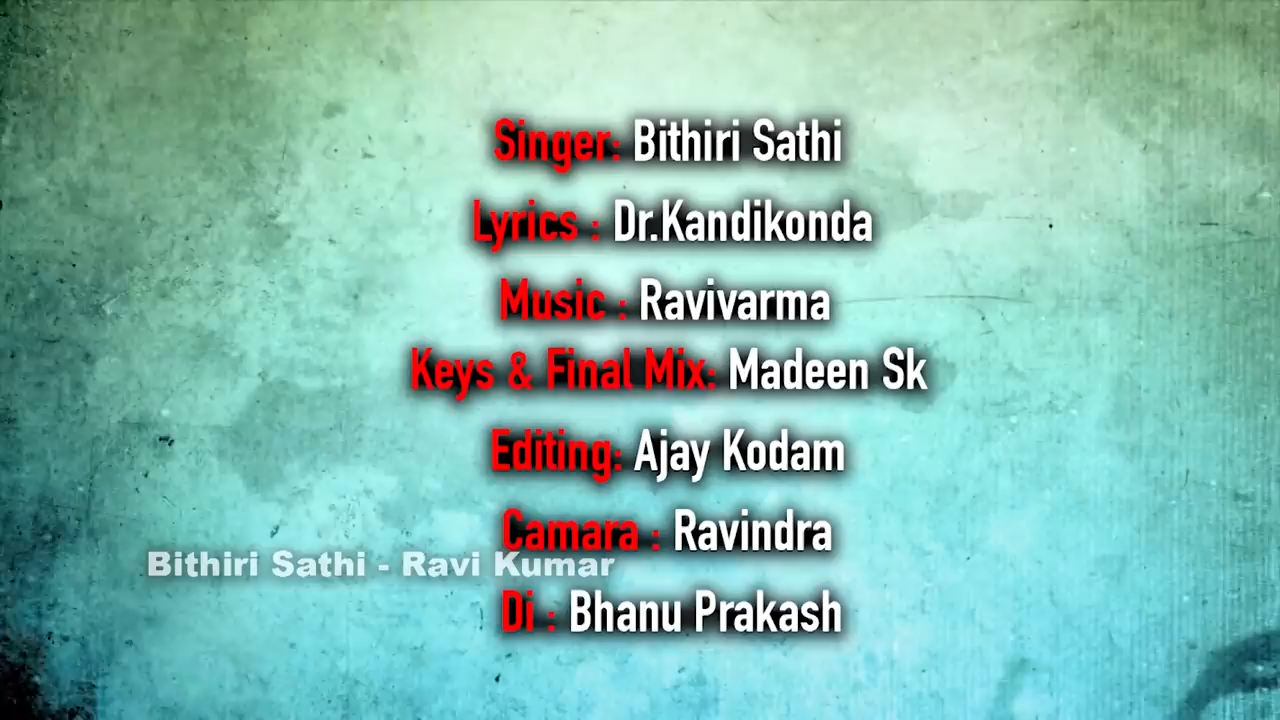 Singer: Bithiri Sathi
Lyrics : Dr.Kandikonda
Music : Ravivarma
Keys & Final Mix: Madeen Sk
Editing: Ajay Kodam
Camara : Ravindra
Bithiri Sathi - Ravi Kumar
Di : Bhanu Prakash